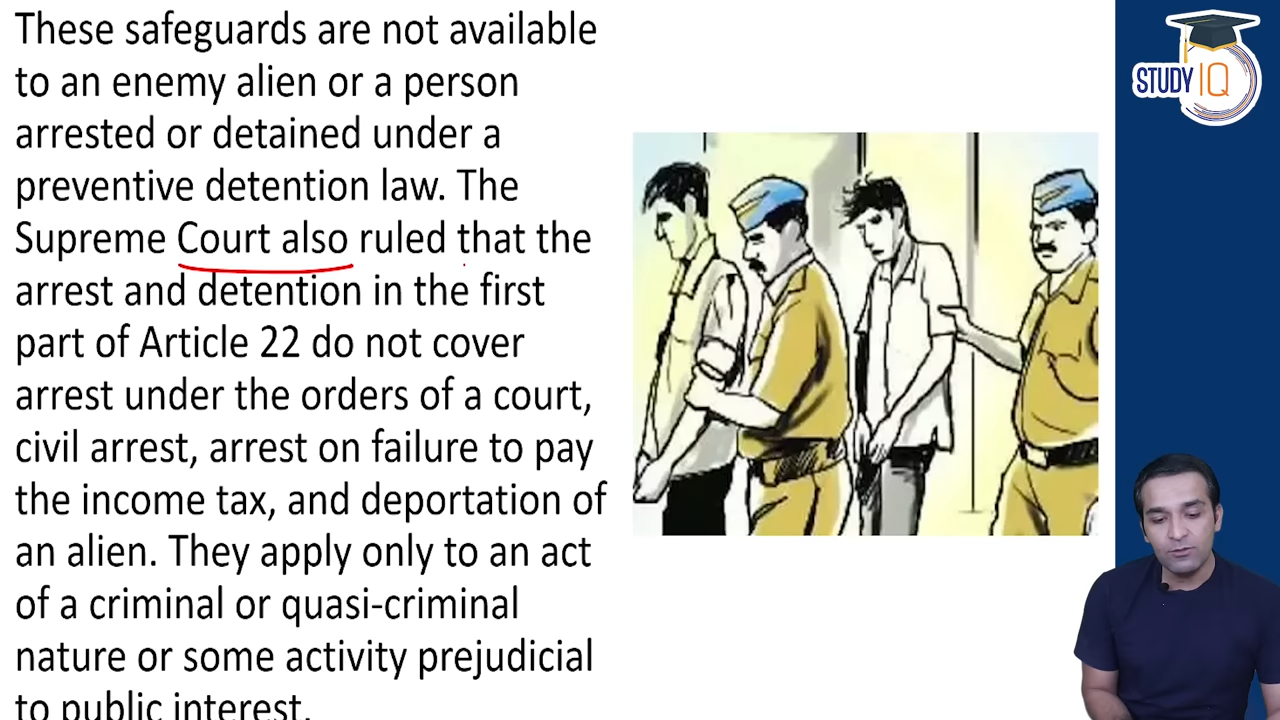 These safeguards are not available
to an enemy alien or a person
arrested or detained under a
preventive detention law. The
Supreme Court also ruled that the
arrest and detention in the first
part of Article 22 do not cover
arrest under the orders of a court,
civil arrest, arrest on failure to pay
the income tax, and deportation of
an alien. They apply only to an act
of a criminal or quasi-criminal
nature or some activity prejudicial
to public interest.
STUDY IQ